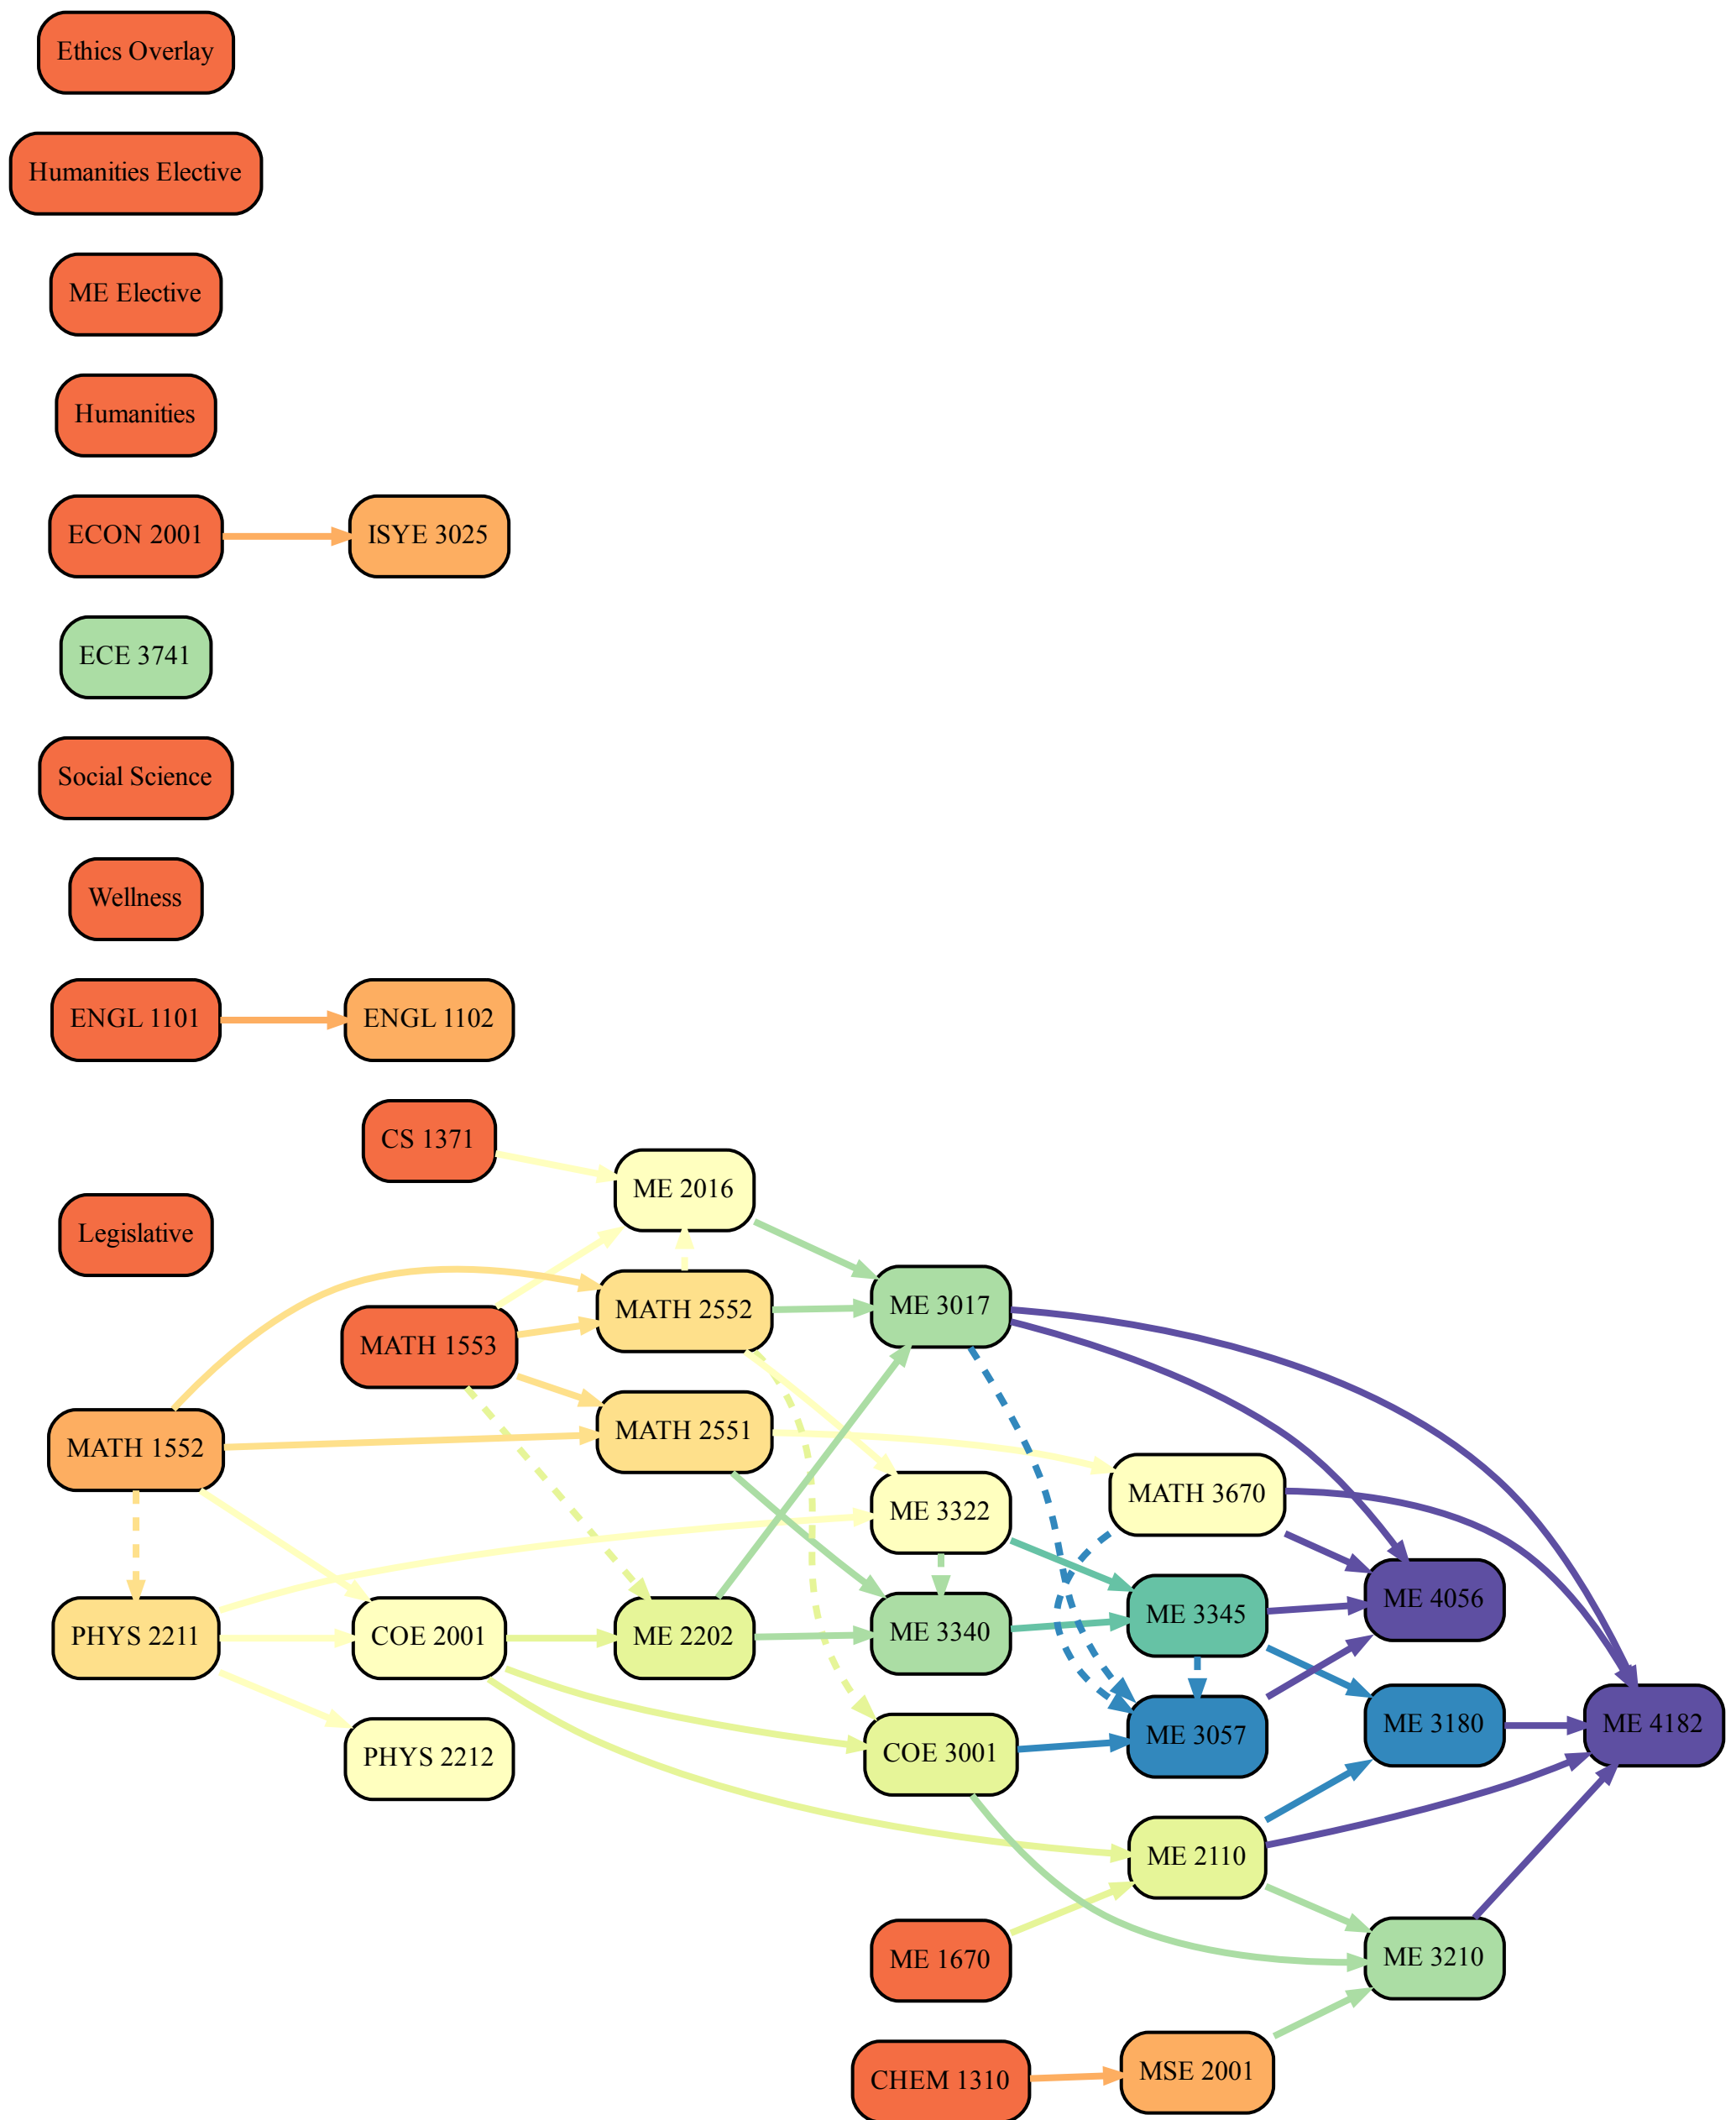 Ethics Overlay
Humanities Elective
ME Elective
Humanities
ECON 2001
ISYE 3025
ECE 3741
Social Science
Wellness
ENGL 1101
ENGL 1102
CS 1371
ME 2016
Legislative
MATH 2552
ME 3017
MATH 1553
MATH 1552
MATH 2551
MATH 3670
ME 3322
ME 4056
PHYS 2211
COE 2001
ME 2202
ME 3340
ME 3345
PHYS 2212
COE 3001
ME 3057
ME 3180
ME 4182
ME 2110
ME 1670
ME 3210
CHEM 1310
MSE 2001